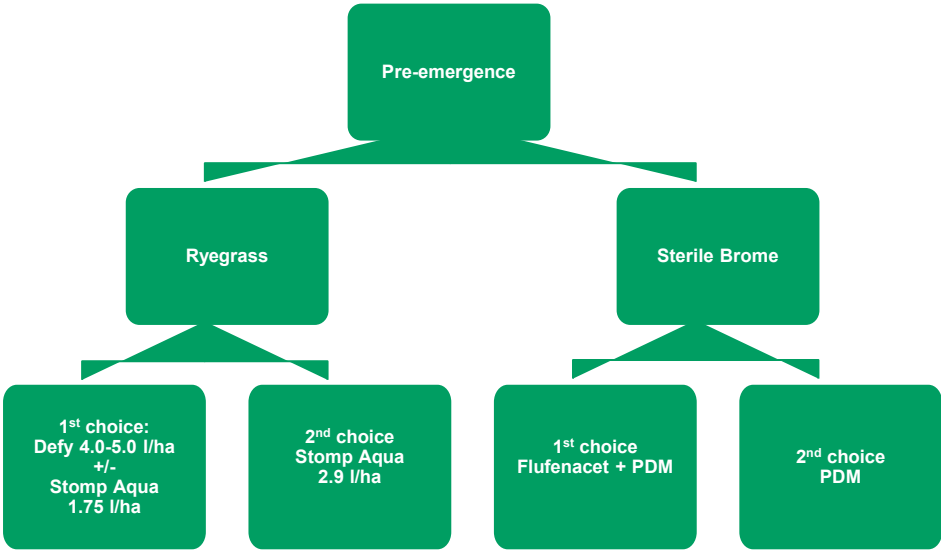 Pre-emergence
Ryegrass
Sterile Brome
1st choice:
Defy 4.0-5.0 l/ha
+/-
Stomp Aqua
1.75 l/ha
2nd choice
Stomp Aqua
2.9 l/ha
1st choice
Flufenacet + PDM
2nd choice
PDM